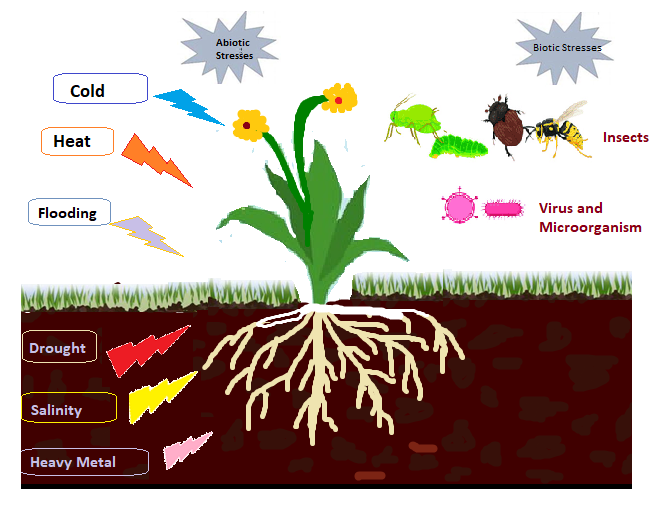 Abiotic
Stresses
Biotic Stresses
Cold
Heat
Flooding
Insects
Virus and
Microorganism
Drought
Salinity
Heavy Metal